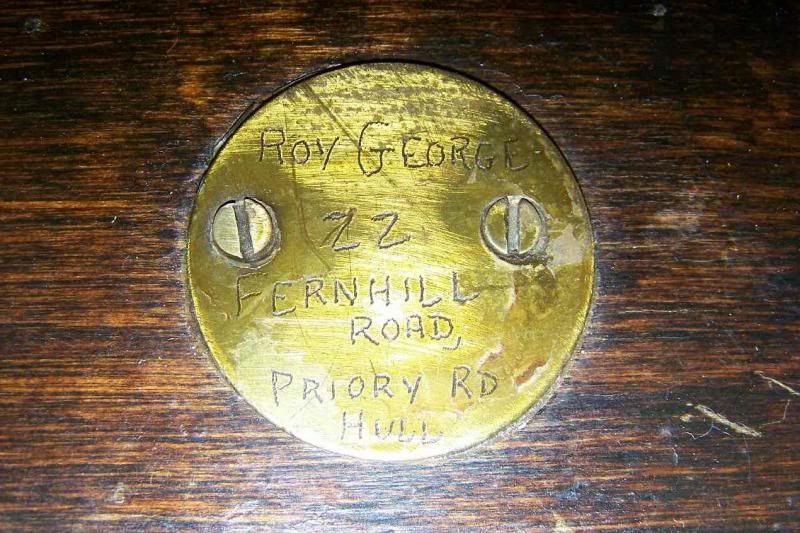 ROY GEORGE
22
FERNHILL
ROAD,
PRIORY RD
HULL